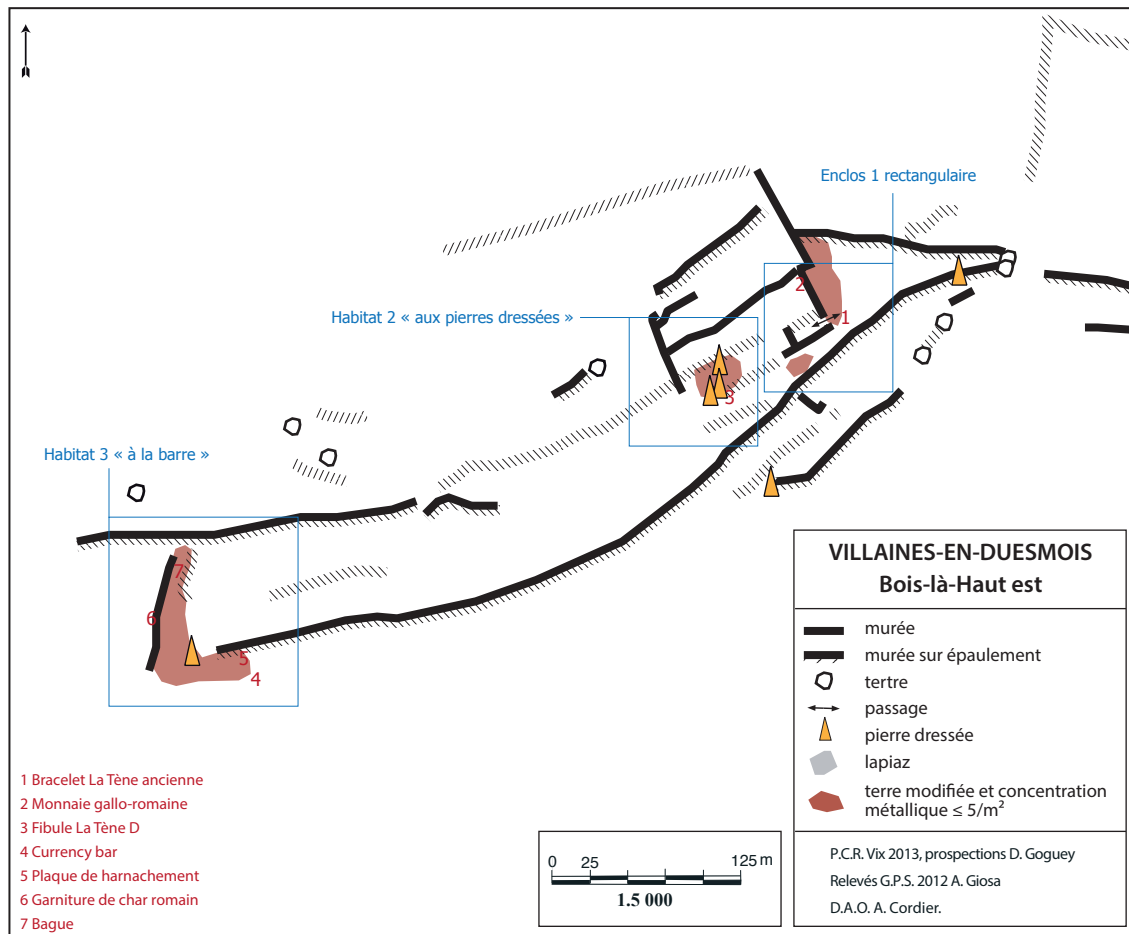 Enclos 1 rectangulaire
2
1
Habitat 2 « aux pierres dressées »
3
Habitat 3 « à la barre »
7
6
5
4
VILLAINES-EN-DUESMOIS
Bois-là-Haut est
murée
murée sur épaulement
tertre
passage
pierre dressée
lapiaz
terre modifiée et concentration
métallique ≤ 5/m²
P.C.R. Vix 2013, prospections D. Goguey
Relevés G.P.S. 2012 A. Giosa
D.A.O. A. Cordier.
1 Bracelet La Tène ancienne
2 Monnaie gallo-romaine
3 Fibule La Tène D
4 Currency bar
5 Plaque de harnachement
6 Garniture de char romain
7 Bague
0 25 125 m
1.5 000